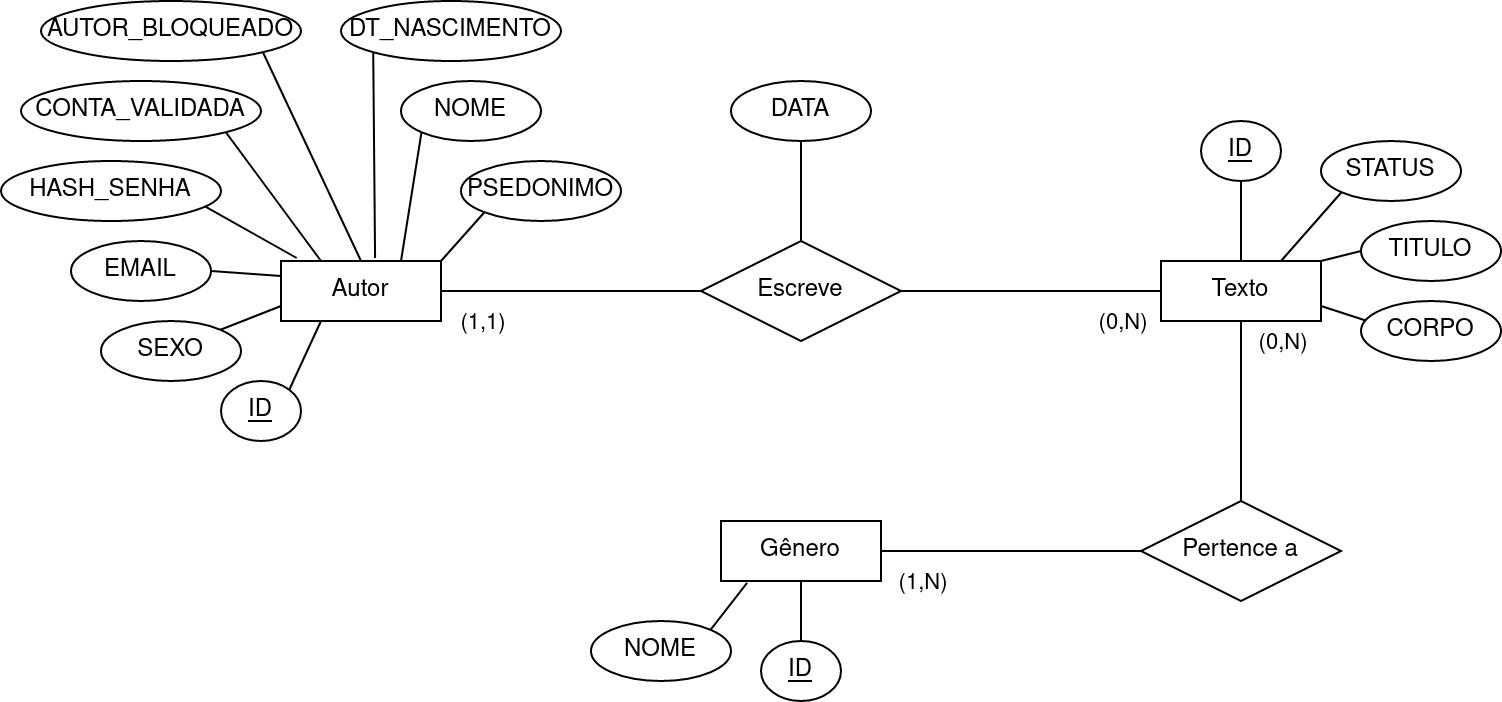 AUTOR_BLOQUEADO
DT_NASCIMENTO
CONTA_VALIDADA
NOME
DATA
HASH_SENHA
PSEDONIMO
ID
STATUS
EMAIL
Autor
Escreve
Texto
TITULO
(1,1)
(0,N)
(0,N)
CORPO
SEXO
ID
Gênero
Pertence a
(1,N)
NOME
ID